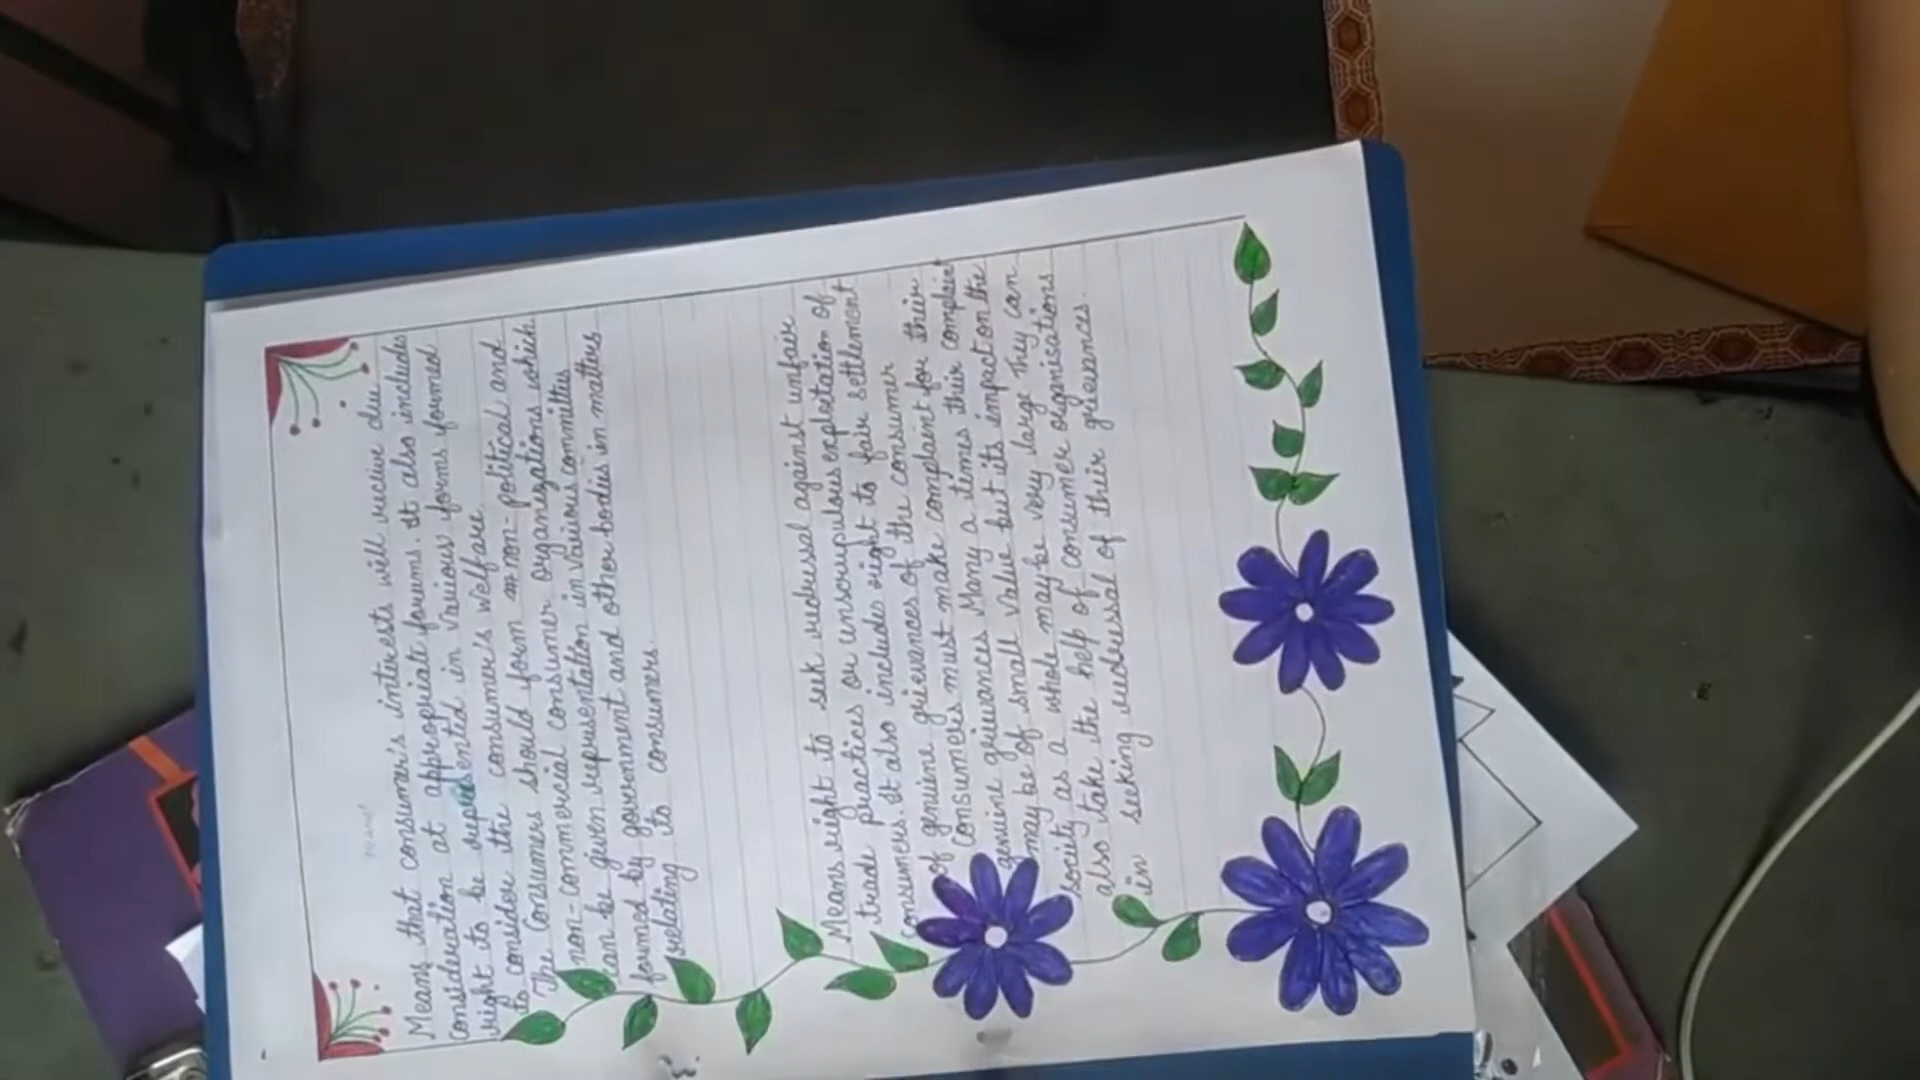 Means that consumer's interests will receive due
consideration at appropriate forums. It also includes
right to be represented in various forms formed
to consider the consumer's welfare.
The Consumers should form non-political and
non-commercial consumer organizations which
can be given representation in various committies
formed by government and other bodies in matters
relating to consumers.
Means right to seek redressal against unfair
trade practices or unscrupulous exploitation of
consumers. It also includes right to fair settlement
of genuine grievances of the consumer
Consumers must make complaint for their
genuine grievances Many a times their complaint
may be of small value but its impact on the
society as a whole may be very large They can
also take the help of consumer organisations
in seeking redressal of their grievances.